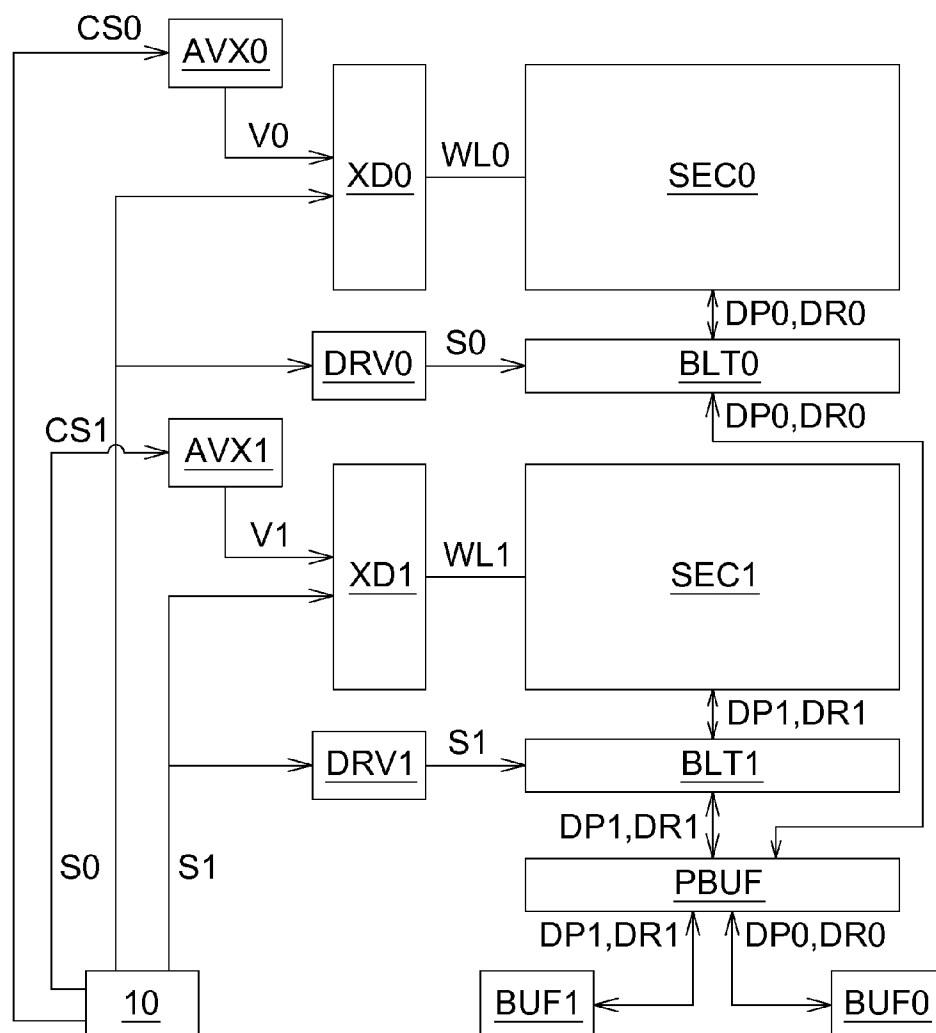 CS0
AVX0
V0
XD0
WL0
SEC0
DP0,DR0
DRV0
S0
BLT0
DP0,DR0
CS1
AVX1
V1
XD1
WL1
SEC1
DP1,DR1
DRV1
S1
BLT1
DP1,DR1
S0
S1
PBUF
DP1,DR1
DP0,DR0
10
BUF1
BUF0